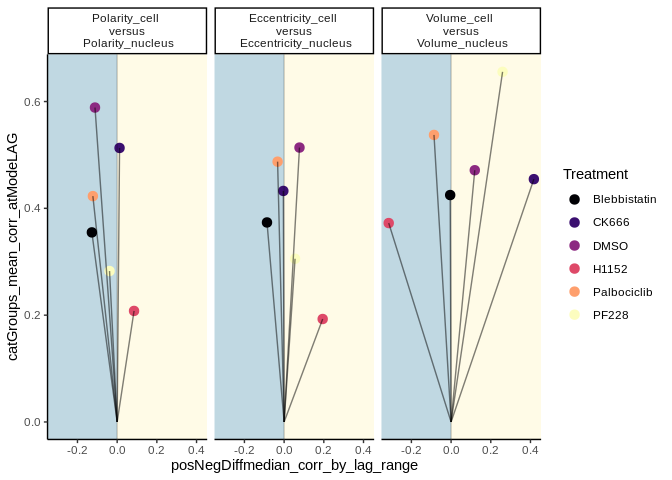 Polarity_cell
versus
Polarity_nucleus
Eccentricity_cell
versus
Eccentricity_nucleus
Volume_cell
versus
Volume_nucleus
catGroups_mean_corr_attModeLAG
0.6
0.4
0.2
0.0
-0.2 0.0 0.2 0.4
-0.2 0.0 0.2 0.4
-0.2 0.0 0.2 0.4
posNegDiffmedian_corr_by_lag_range
Treatment
Blebbistatin
CK666
DMSO
H1152
Palbociclib
PF228